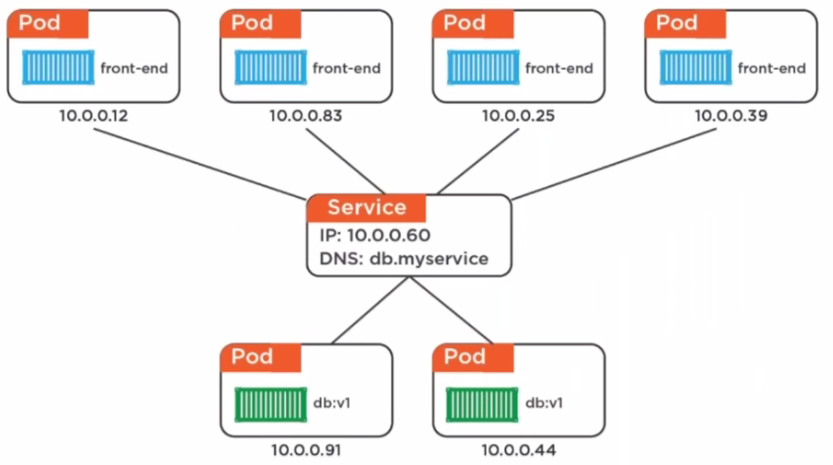 Pod
front-end
10.0.0.12
Pod
front-end
10.0.0.83
Pod
front-end
10.0.0.25
Pod
front-end
10.0.0.39
Service
IP: 10.0.0.60
DNS: db.myservice
Pod
db:v1
10.0.0.91
Pod
db:v1
10.0.0.44